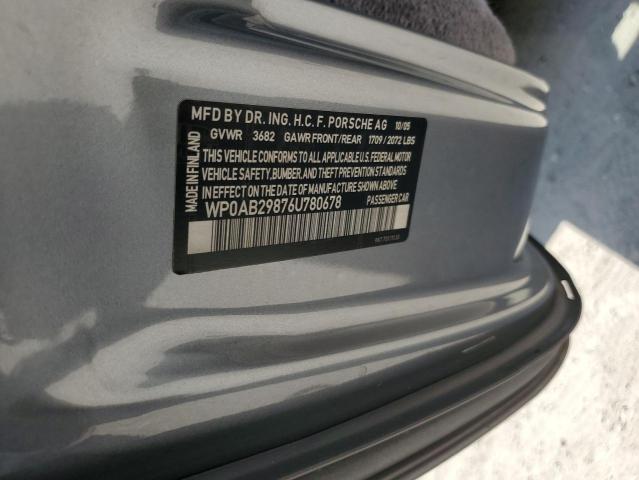 MFD BY DR. ING. H.C. F. PORSCHE AG 10/05
GVWR 3682 GAWR FRONT/REAR 1709 / 2072 LBS
THIS VEHICLE CONFORMS TO ALL APPLICABLE U.S. FEDERAL MOTOR
VEHICLE SAFETY, BUMPER, AND THEFT PREVENTION STANDARDS
IN EFFECT ON THE DATE OF MANUFACTURE SHOWN ABOVE
WP0AB29876U780678 PASSENGER CAR
MADE IN FINLAND